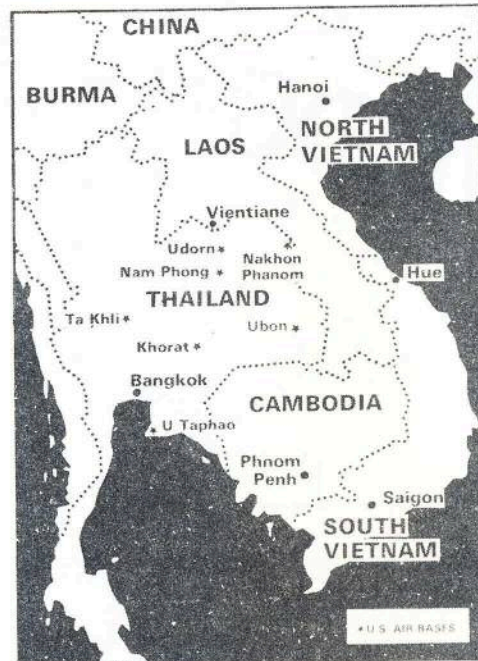 CHINA
BURMA
Hanoi
NORTH
VIETNAM
LAOS
Vientiane
Udorn
Nakhon
Phanom
Nam Phong
Hue
THAILAND
Ta Khli
Ubon
Khorat
Bangkok
CAMBODIA
U Taphao
Phnom
Penh
Saigon
SOUTH
VIETNAM
★U.S. AIR BASES